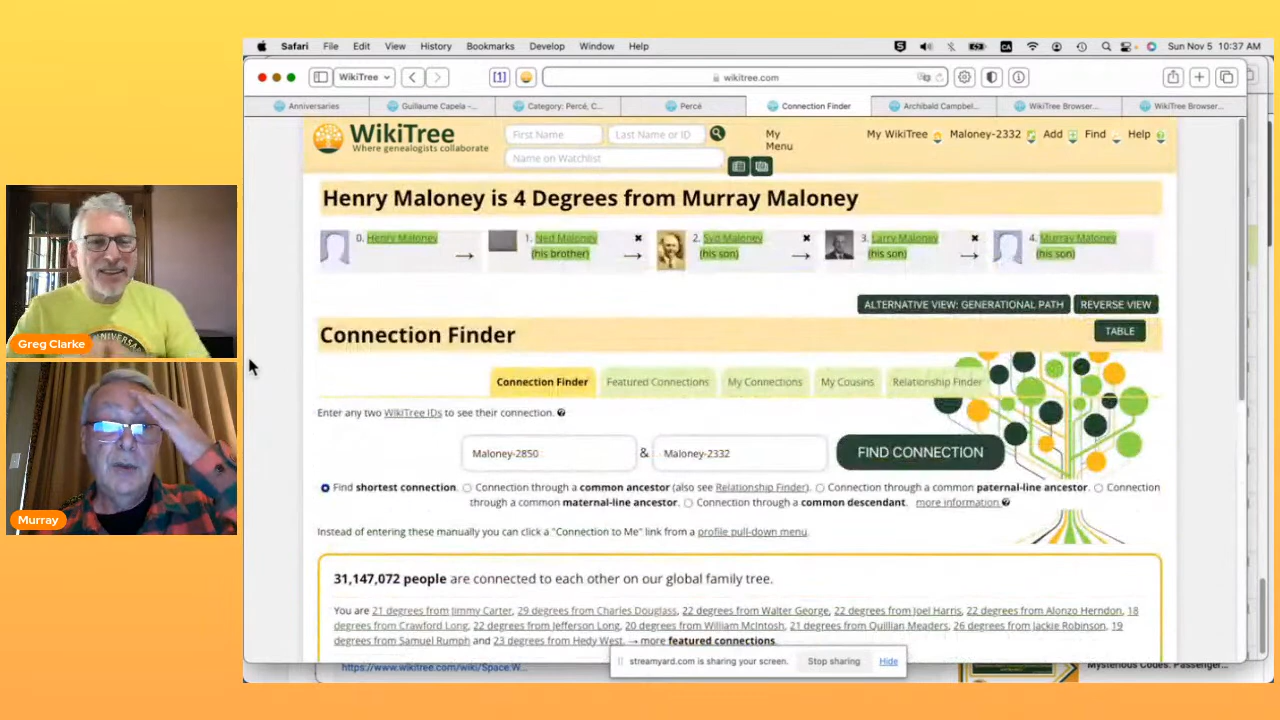 Safari File Edit View History Bookmarks Develop Window Help Sun Nov 5 10:37 AM
WikiTree [1] wikitree.com
Anniversaries Guillaume Capela –... Category: Percé, C... Percé Connection Finder Archibald Campbel... WikiTree Browser... WikiTree Browser...
WikiTree
Where genealogists collaborate
First Name Last Name or ID
Name on Watchlist
My Menu
My WikiTree Maloney-2332 Add Find Help
Henry Maloney is 4 Degrees from Murray Maloney
0. Henry Maloney → 1. Ned Maloney (his brother) → 2. Syd Maloney (his son) → 3. Larry Maloney (his son) → 4. Murray Maloney (his son)
ALTERNATIVE VIEW: GENERATIONAL PATH REVERSE VIEW
Connection Finder TABLE
Connection Finder Featured Connections My Connections My Cousins Relationship Finder
Enter any two WikiTree IDs to see their connection.
Maloney-2850 & Maloney-2332 FIND CONNECTION
Find shortest connection. Connection through a common ancestor (also see Relationship Finder). Connection through a common paternal-line ancestor. Connection
through a common maternal-line ancestor. Connection through a common descendant. more information
Instead of entering these manually you can click a "Connection to Me" link from a profile pull-down menu.
31,147,072 people are connected to each other on our global family tree.
You are 21 degrees from Jimmy Carter, 29 degrees from Charles Douglass, 22 degrees from Walter George, 22 degrees from Joel Harris, 22 degrees from Alonzo Herndon, 18
degrees from Crawford Long, 22 degrees from Jefferson Long, 20 degrees from William McIntosh, 21 degrees from Quillian Meaders, 26 degrees from Jackie Robinson, 19
degrees from Samuel Rumph and 23 degrees from Hedy West. → more featured connections.
streamyard.com is sharing your screen. Stop sharing Hide
https://www.wikitree.com/wiki/Space:W...
Mysterious Codes: Passenger...
Greg Clarke
Murray